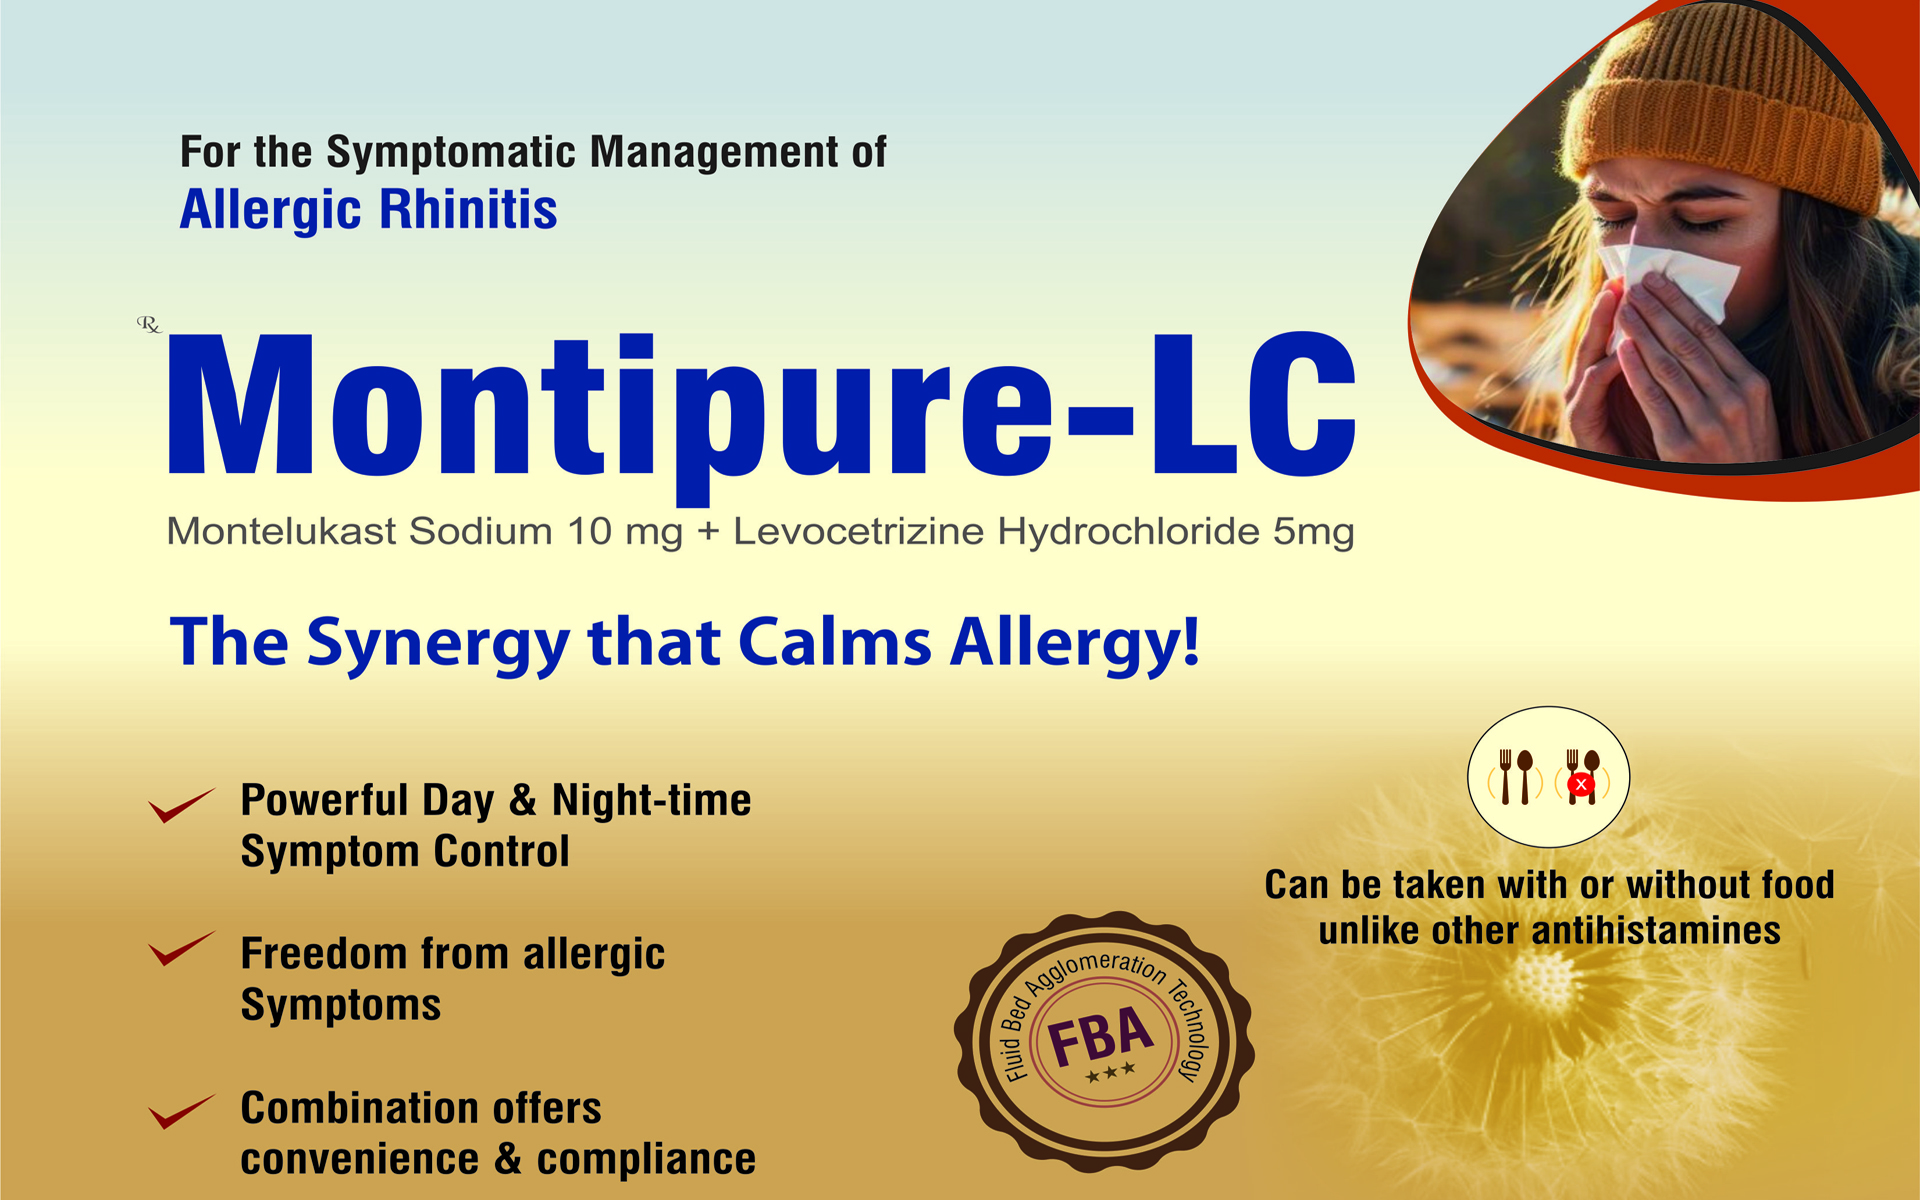 For the Symptomatic Management of
Allergic Rhinitis
℞
Montipure-LC
Montelukast Sodium 10 mg + Levocetrizine Hydrochloride 5mg
The Synergy that Calms Allergy!
Powerful Day & Night-time
Symptom Control
Freedom from allergic
Symptoms
Combination offers
convenience & compliance
Fluid Bed Agglomeration Technology
FBA
x
Can be taken with or without food
unlike other antihistamines